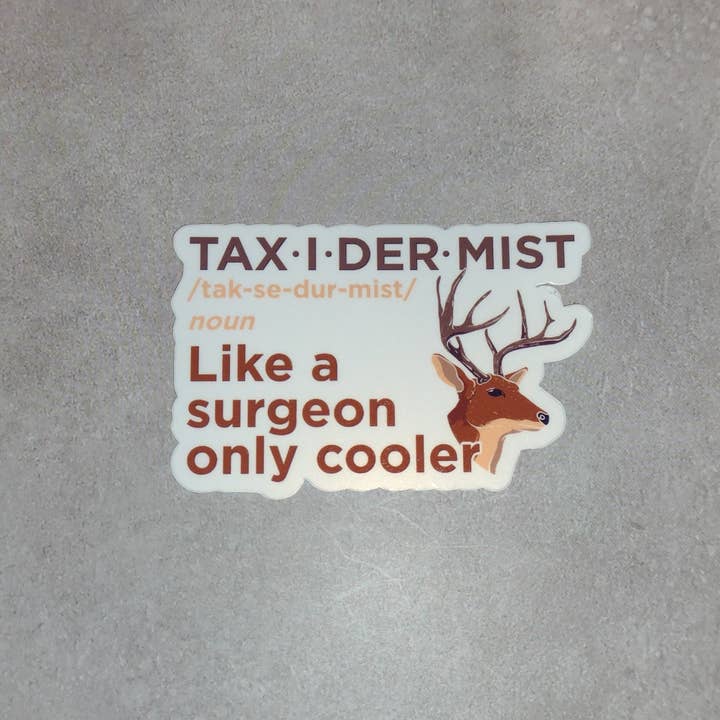 TAX·I·DER·MIST
/tak-se-dur-mist/
noun
Like a
surgeon
only cooler